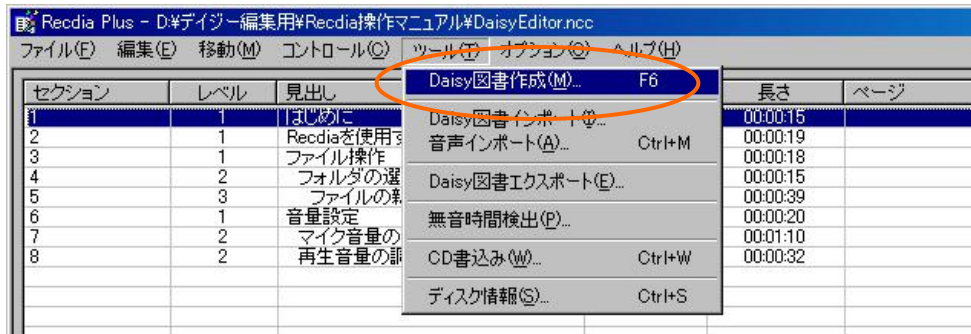 Recdia Plus - D:¥デイジー編集用¥Recdia操作マニュアル¥DaisyEditor.ncc
ファイル(F) 編集(E) 移動(M) コントロール(C) ツール(T) オプション(O) ヘルプ(H)
セクション レベル 見出し 長さ ページ
1 1 はじめに 00:00:15
2 1 Recdiaを使用す 00:00:19
3 1 ファイル操作 00:00:18
4 2 フォルダの選 00:00:15
5 3 ファイルの新 00:00:39
6 1 音量設定 00:00:20
7 2 マイク音量の 00:01:10
8 2 再生音量の調 00:00:32
Daisy図書作成(M)... F6
Daisy図書インポート(I)...
音声インポート(A)... Ctrl+M
Daisy図書エクスポート(E)...
無音時間検出(P)...
CD書込み(W)... Ctrl+W
ディスク情報(S)... Ctrl+S